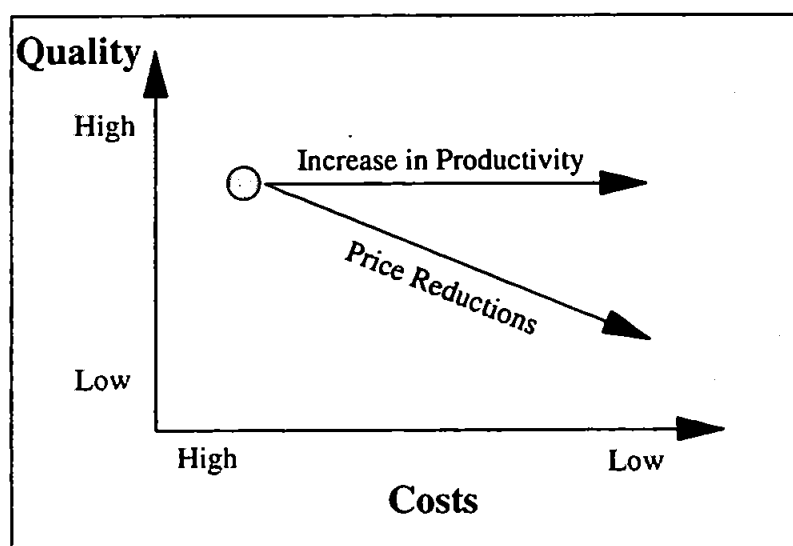 Quality
High
Increase in Productivity
Price Reductions
Low
High
Low
Costs